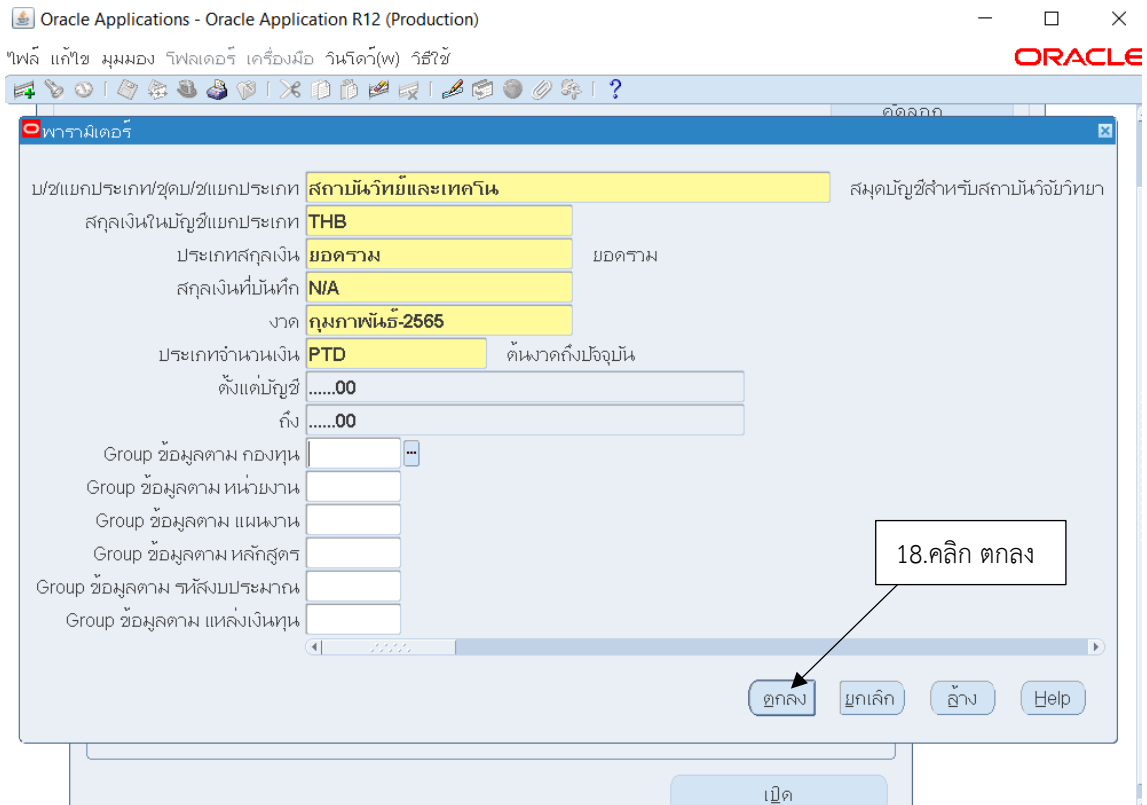 Oracle Applications - Oracle Application R12 (Production)
ไฟล์ แก้ไข มุมมอง โฟลเดอร์ เครื่องมือ วินโดว์(w) วิธีใช้
ORACLE
คัดลอก
พารามิเตอร์
บ/ชแยกประเภท/ชุดบ/ชแยกประเภท สถาบันวิทย์และเทคโน สมุดบัญชีสำหรับสถาบันวิจัยวิทยา
สกุลเงินในบัญชีแยกประเภท THB
ประเภทสกุลเงิน ยอดรวม ยอดรวม
สกุลเงินที่บันทึก N/A
งวด กุมภาพันธ์-2565
ประเภทจำนวนเงิน PTD ต้นงวดถึงปัจจุบัน
ตั้งแต่บัญชี ......00
ถึง ......00
Group ข้อมูลตาม กองทุน
Group ข้อมูลตาม หน่วยงาน
Group ข้อมูลตาม แผนงาน
Group ข้อมูลตาม หลักสูตร
Group ข้อมูลตาม รหัสงบประมาณ
Group ข้อมูลตาม แหล่งเงินทุน
18.คลิก ตกลง
ตกลง ยกเลิก ล้าง Help
เปิด